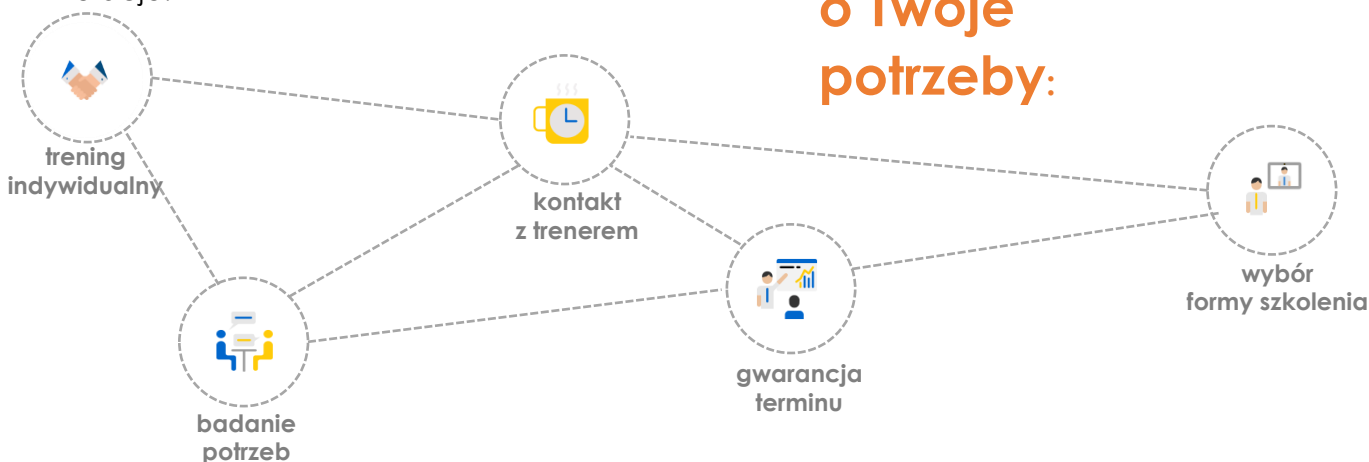 o Twoje
potrzeby:
trening
indywidualny
kontakt
z trenerem
wybór
formy szkolenia
gwarancja
terminu
badanie
potrzeb